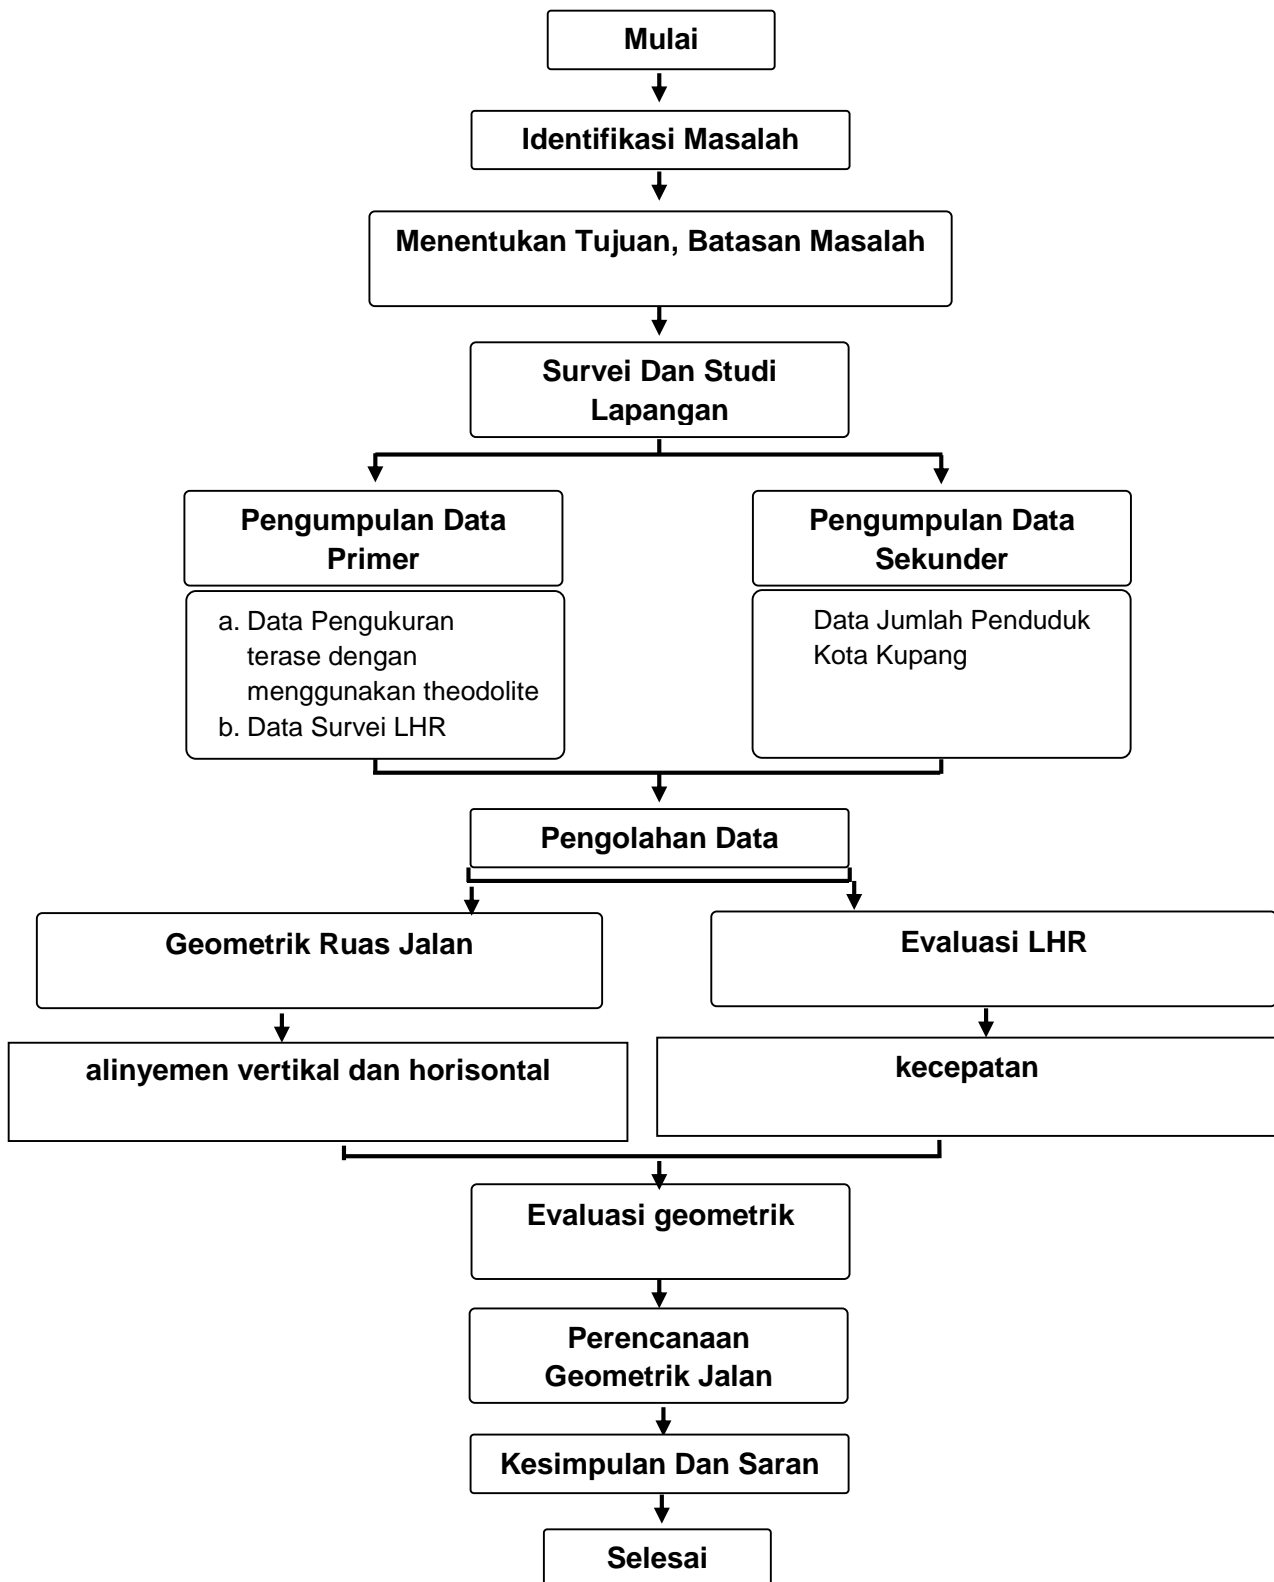 Mulai
Identifikasi Masalah
Menentukan Tujuan, Batasan Masalah
Survei Dan Studi
Lapangan
Pengumpulan Data
Primer
a. Data Pengukuran
terase dengan
menggunakan theodolite
b. Data Survei LHR
Pengumpulan Data
Sekunder
Data Jumlah Penduduk
Kota Kupang
Pengolahan Data
Geometrik Ruas Jalan
Evaluasi LHR
alinyemen vertikal dan horisontal
kecepatan
Evaluasi geometrik
Perencanaan
Geometrik Jalan
Kesimpulan Dan Saran
Selesai